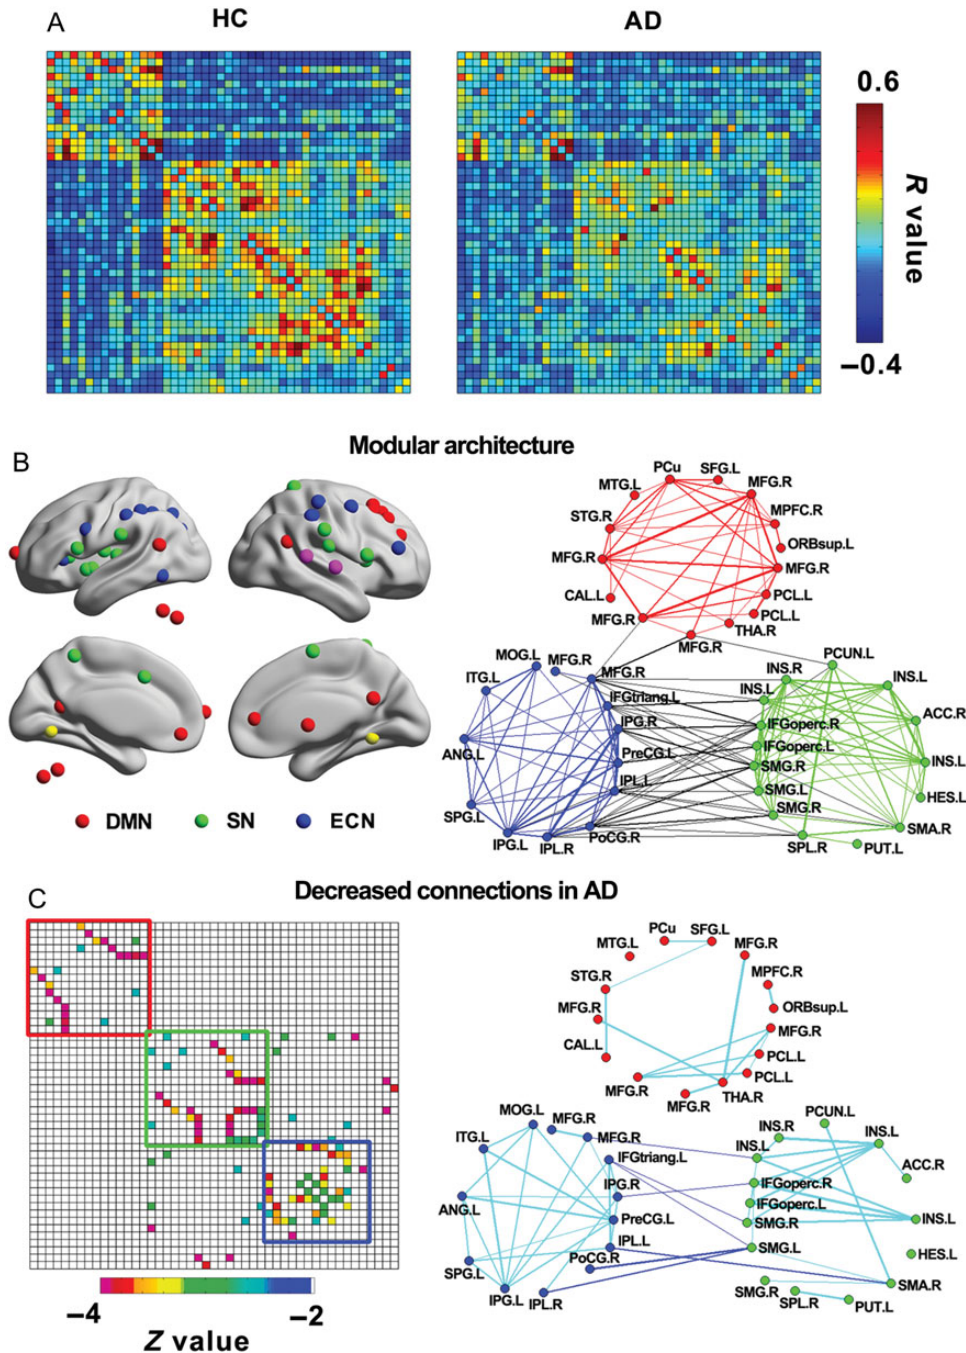 A
HC
AD
0.6
R value
−0.4
B
Modular architecture
PCu
SFG.L
MTG.L
MFG.R
STG.R
MPFC.R
ORBsup.L
MFG.R
MFG.R
CAL.L
PCL.L
PCL.L
MFG.R
THA.R
MFG.R
MOG.L
MFG.R
MFG.R
PCUN.L
ITG.L
INS.R
INS.L
IFGtriang.L
INS.L
IPG.R
IFGoperc.R
ACC.R
ANG.L
PreCG.L
IFGoperc.L
SMG.R
INS.L
IPL.L
SMG.L
HES.L
SPG.L
SMG.R
PoCG.R
SMA.R
IPG.L
IPL.R
SPL.R
PUT.L
DMN
SN
ECN
C
Decreased connections in AD
PCu
SFG.L
MTG.L
MFG.R
STG.R
MPFC.R
MFG.R
ORBsup.L
MFG.R
CAL.L
PCL.L
PCL.L
MFG.R
THA.R
MFG.R
MOG.L
MFG.R
PCUN.L
ITG.L
MFG.R
INS.R
INS.L
INS.L
IFGtriang.L
ACC.R
IPG.R
IFGoperc.R
ANG.L
IFGoperc.L
PreCG.L
SMG.R
INS.L
IPL.L
SMG.L
HES.L
PoCG.R
SPG.L
SMA.R
SMG.R
IPG.L
IPL.R
SPL.R
PUT.L
−4
−2
Z value